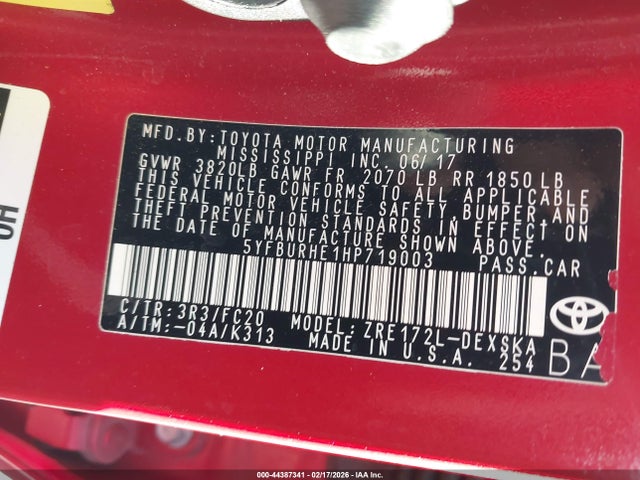 MFD.BY:TOYOTA MOTOR MANUFACTURING
MISSISSIPPI INC. 06/17
GVWR 3820LB GAWR FR 2070 LB RR 1850 LB
THIS VEHICLE CONFORMS TO ALL APPLICABLE
FEDERAL MOTOR VEHICLE SAFETY, BUMPER, AND
THEFT PREVENTION STANDARDS IN EFFECT ON
THE DATE OF MANUFACTURE SHOWN ABOVE.
5YFBURHE1HP719003 PASS.CAR
C/TR:3R3/FC20 MODEL: ZRE172L-DEXSKA
A/TM:-04A/K313 MADE IN U.S.A. 254
BA
TOYOTA
HO
000-44387341 - 02/17/2026 - IAA Inc.